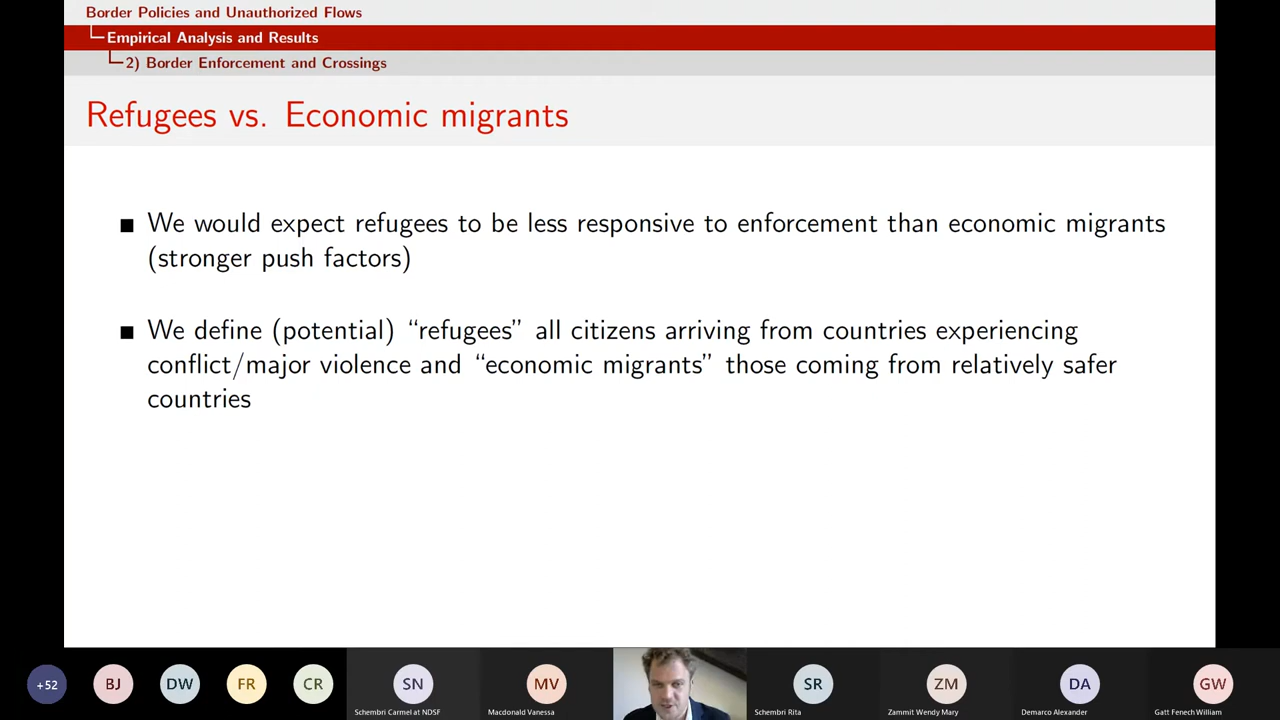 Border Policies and Unauthorized Flows
Empirical Analysis and Results
2) Border Enforcement and Crossings
Refugees vs. Economic migrants
We would expect refugees to be less responsive to enforcement than economic migrants
(stronger push factors)
We define (potential) “refugees” all citizens arriving from countries experiencing
conflict/major violence and “economic migrants” those coming from relatively safer
countries
+52
BJ
DW
FR
CR
SN
MV
SR
ZM
DA
GW
Schembri Carmel at NDSF
Macdonald Vanessa
Schembri Rita
Zammit Wendy Mary
Demarco Alexander
Gatt Fenech William